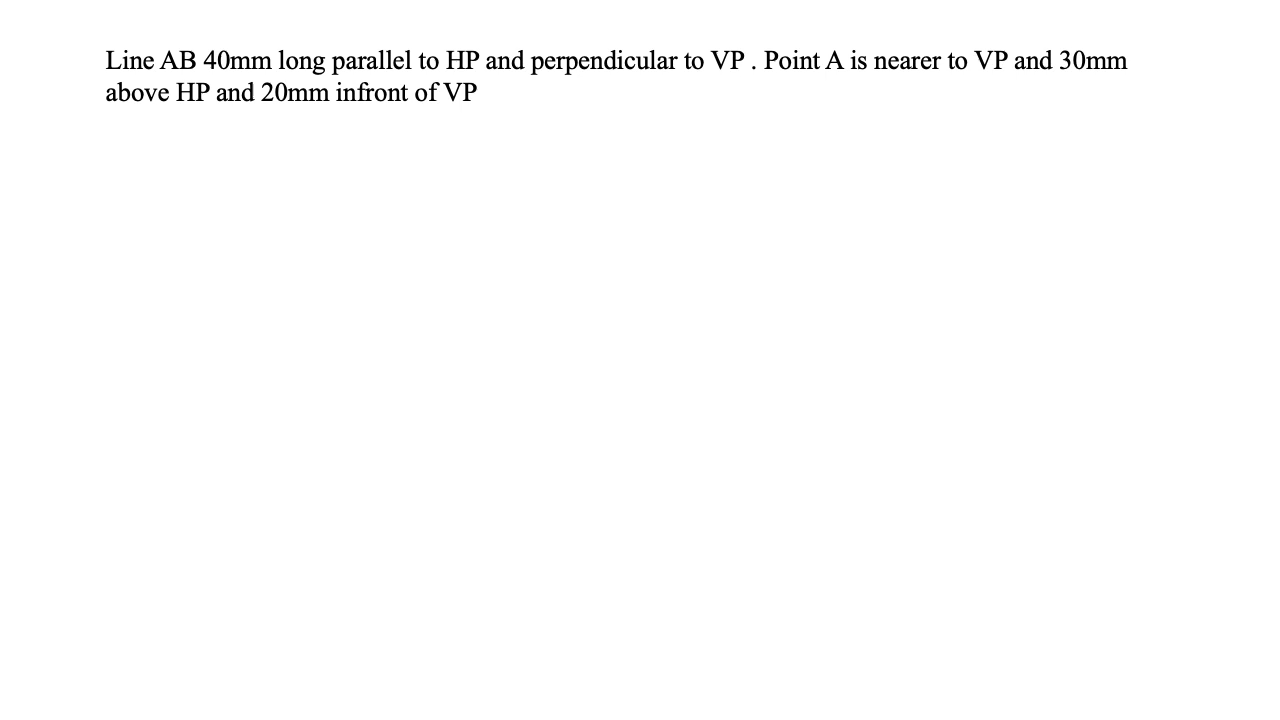 Line AB 40mm long parallel to HP and perpendicular to VP . Point A is nearer to VP and 30mm
above HP and 20mm infront of VP